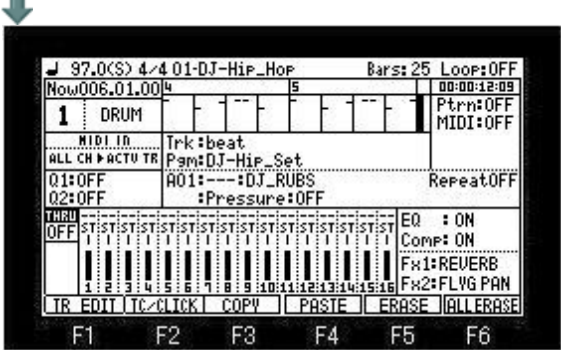 ♩ 97.0(S) 4/4 01-DJ-Hip_Hop Bars: 25 Loop:OFF
Now006.01.00 4 5 00:00:12:09
1 DRUM Ptrn:OFF
MIDI:OFF
MIDI IN Trk:beat
ALL CH▶ACTV TR Pgm:DJ-Hip_Set
Q1:OFF A01:---:DJ_RUBS RepeatOFF
Q2:OFF :Pressure:OFF
THRU
OFF ST ST ST ST ST ST ST ST ST ST ST ST ST ST ST ST EQ : ON
Comp: ON
Fx1:REVERB
1 2 3 4 5 6 7 8 9 10 11 12 13 14 15 16 Fx2:FLYG PAN
TR EDIT TC/CLICK COPY PASTE ERASE ALLERASE
F1 F2 F3 F4 F5 F6